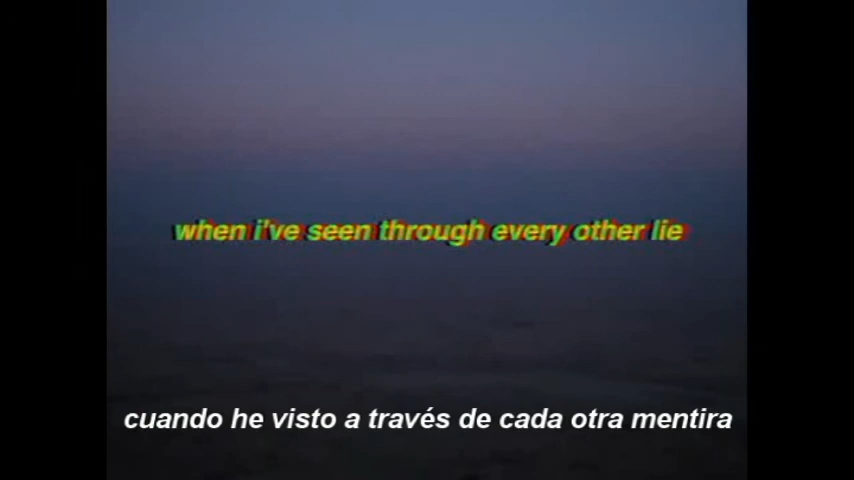 when i've seen through every other lie
cuando he visto a través de cada otra mentira